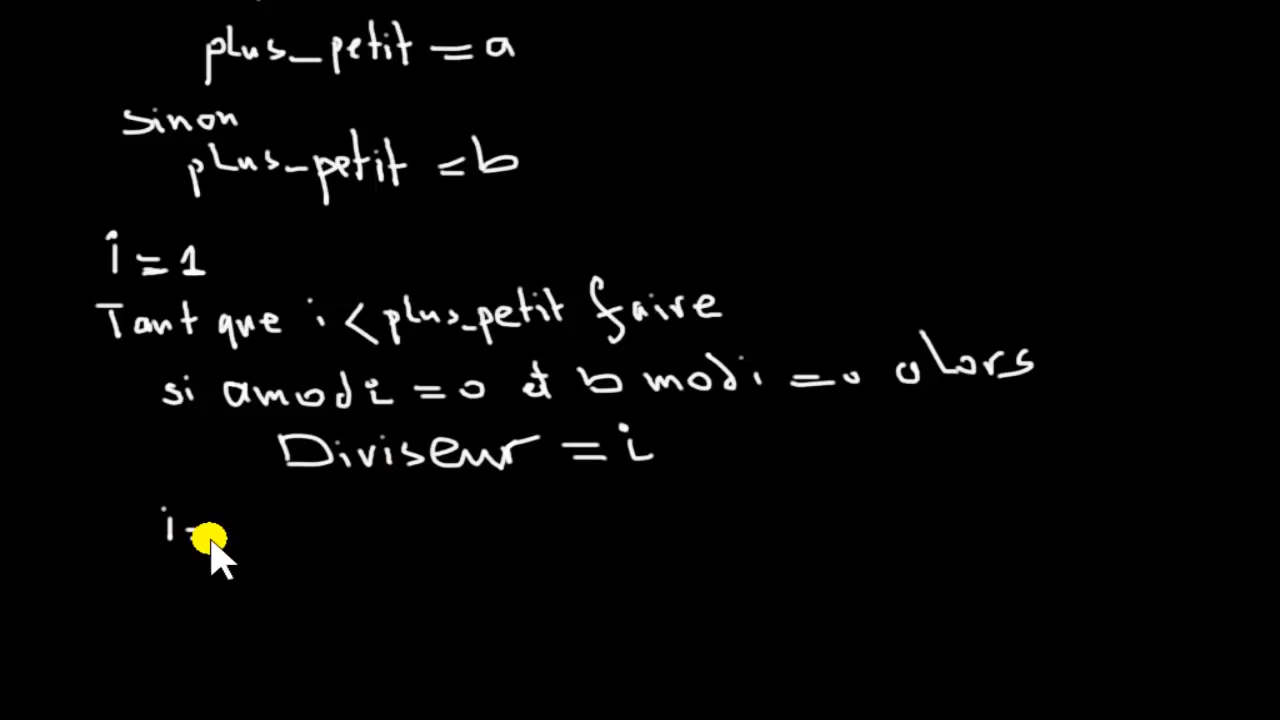 plus_petit = a
sinon
plus_petit = b
i = 1
Tant que i < plus_petit faire
si a mod i = 0 et b mod i = 0 alors
Diviseur = i
i =